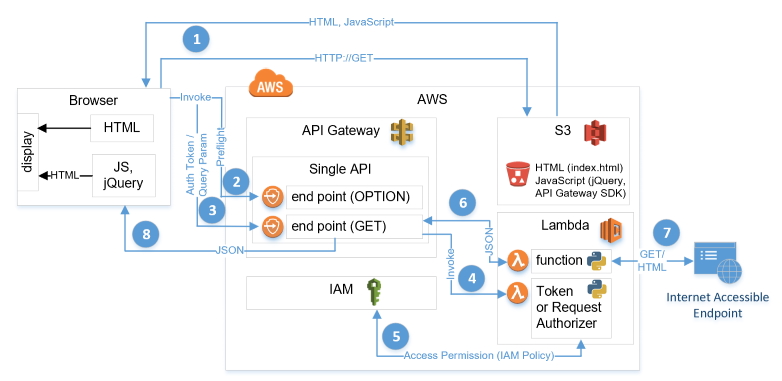 HTML, JavaScript
1
HTTP://GET
AWS
AWS
Browser
Invoke
HTML
display
HTML
JS,
jQuery
Auth Token /
Query Param
Preflight
API Gateway
Single API
2
end point (OPTION)
3
end point (GET)
8
JSON
S3
HTML (index.html)
JavaScript (jQuery,
API Gateway SDK)
6
JSON
Invoke
4
Lambda
function
Token
or Request
Authorizer
7
GET/
HTML
Internet Accessible
Endpoint
IAM
5
Access Permission (IAM Policy)